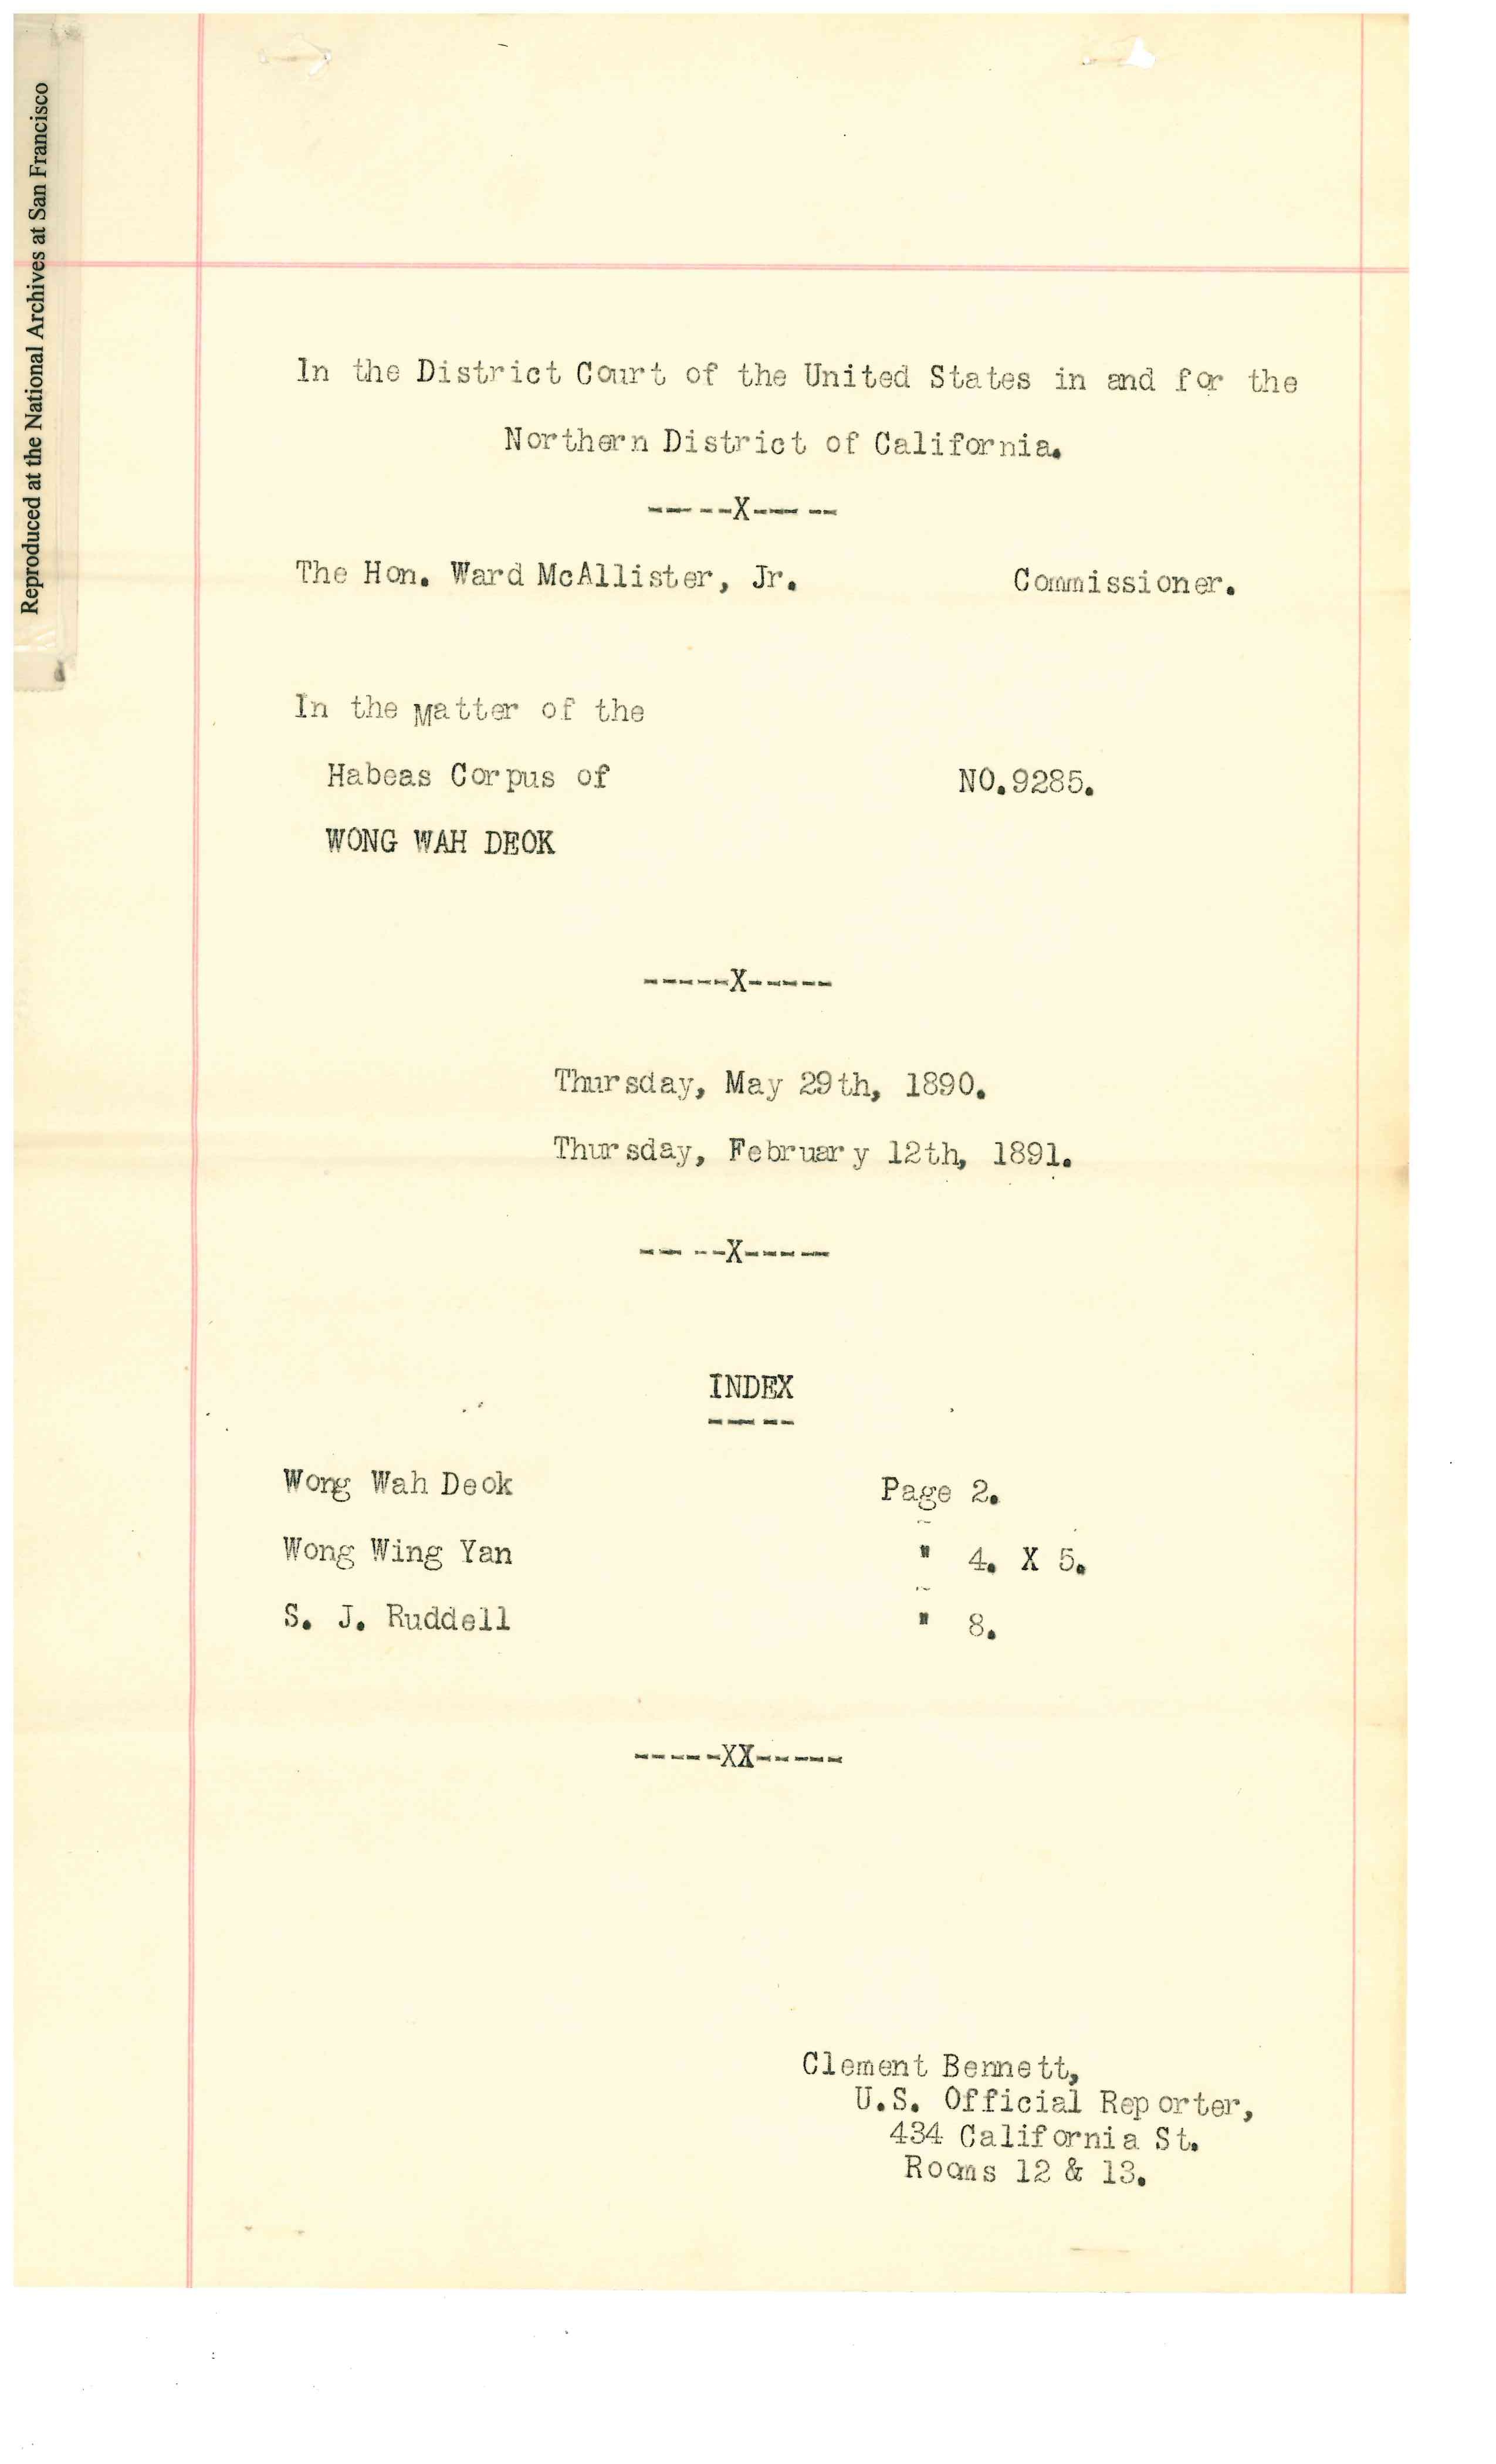 Reproduced at the National Archives at San Francisco
In the District Court of the United States in and for the
Northern District of California.
-----X-----
The Hon. Ward McAllister, Jr. Commissioner.
In the Matter of the
Habeas Corpus of NO.9285.
WONG WAH DEOK
-----X-----
Thursday, May 29th, 1890.
Thursday, February 12th, 1891.
-----X-----
INDEX
-----
Wong Wah Deok Page 2.
Wong Wing Yan " 4. X 5.
S. J. Ruddell " 8.
-----XX-----
Clement Bennett,
U.S. Official Reporter,
434 California St.
Rooms 12 & 13.